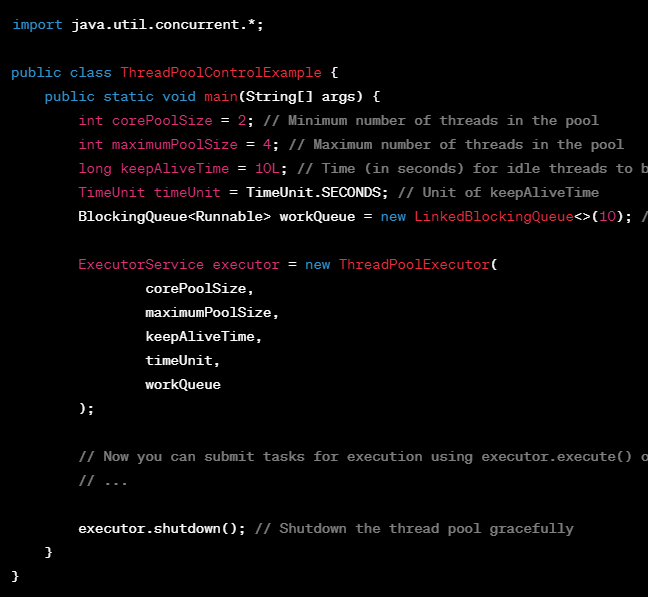 import java.util.concurrent.*;
public class ThreadPoolControlExample {
public static void main(String[] args) {
int corePoolSize = 2; // Minimum number of threads in the pool
int maximumPoolSize = 4; // Maximum number of threads in the pool
long keepAliveTime = 10L; // Time (in seconds) for idle threads to
TimeUnit timeUnit = TimeUnit.SECONDS; // Unit of keepAliveTime
BlockingQueue<Runnable> workQueue = new LinkedBlockingQueue<>(10); /
ExecutorService executor = new ThreadPoolExecutor(
corePoolSize,
maximumPoolSize,
keepAliveTime,
timeUnit,
workQueue
);
// Now you can submit tasks for execution using executor.execute()
// ...
executor.shutdown(); // Shutdown the thread pool gracefully
}
}